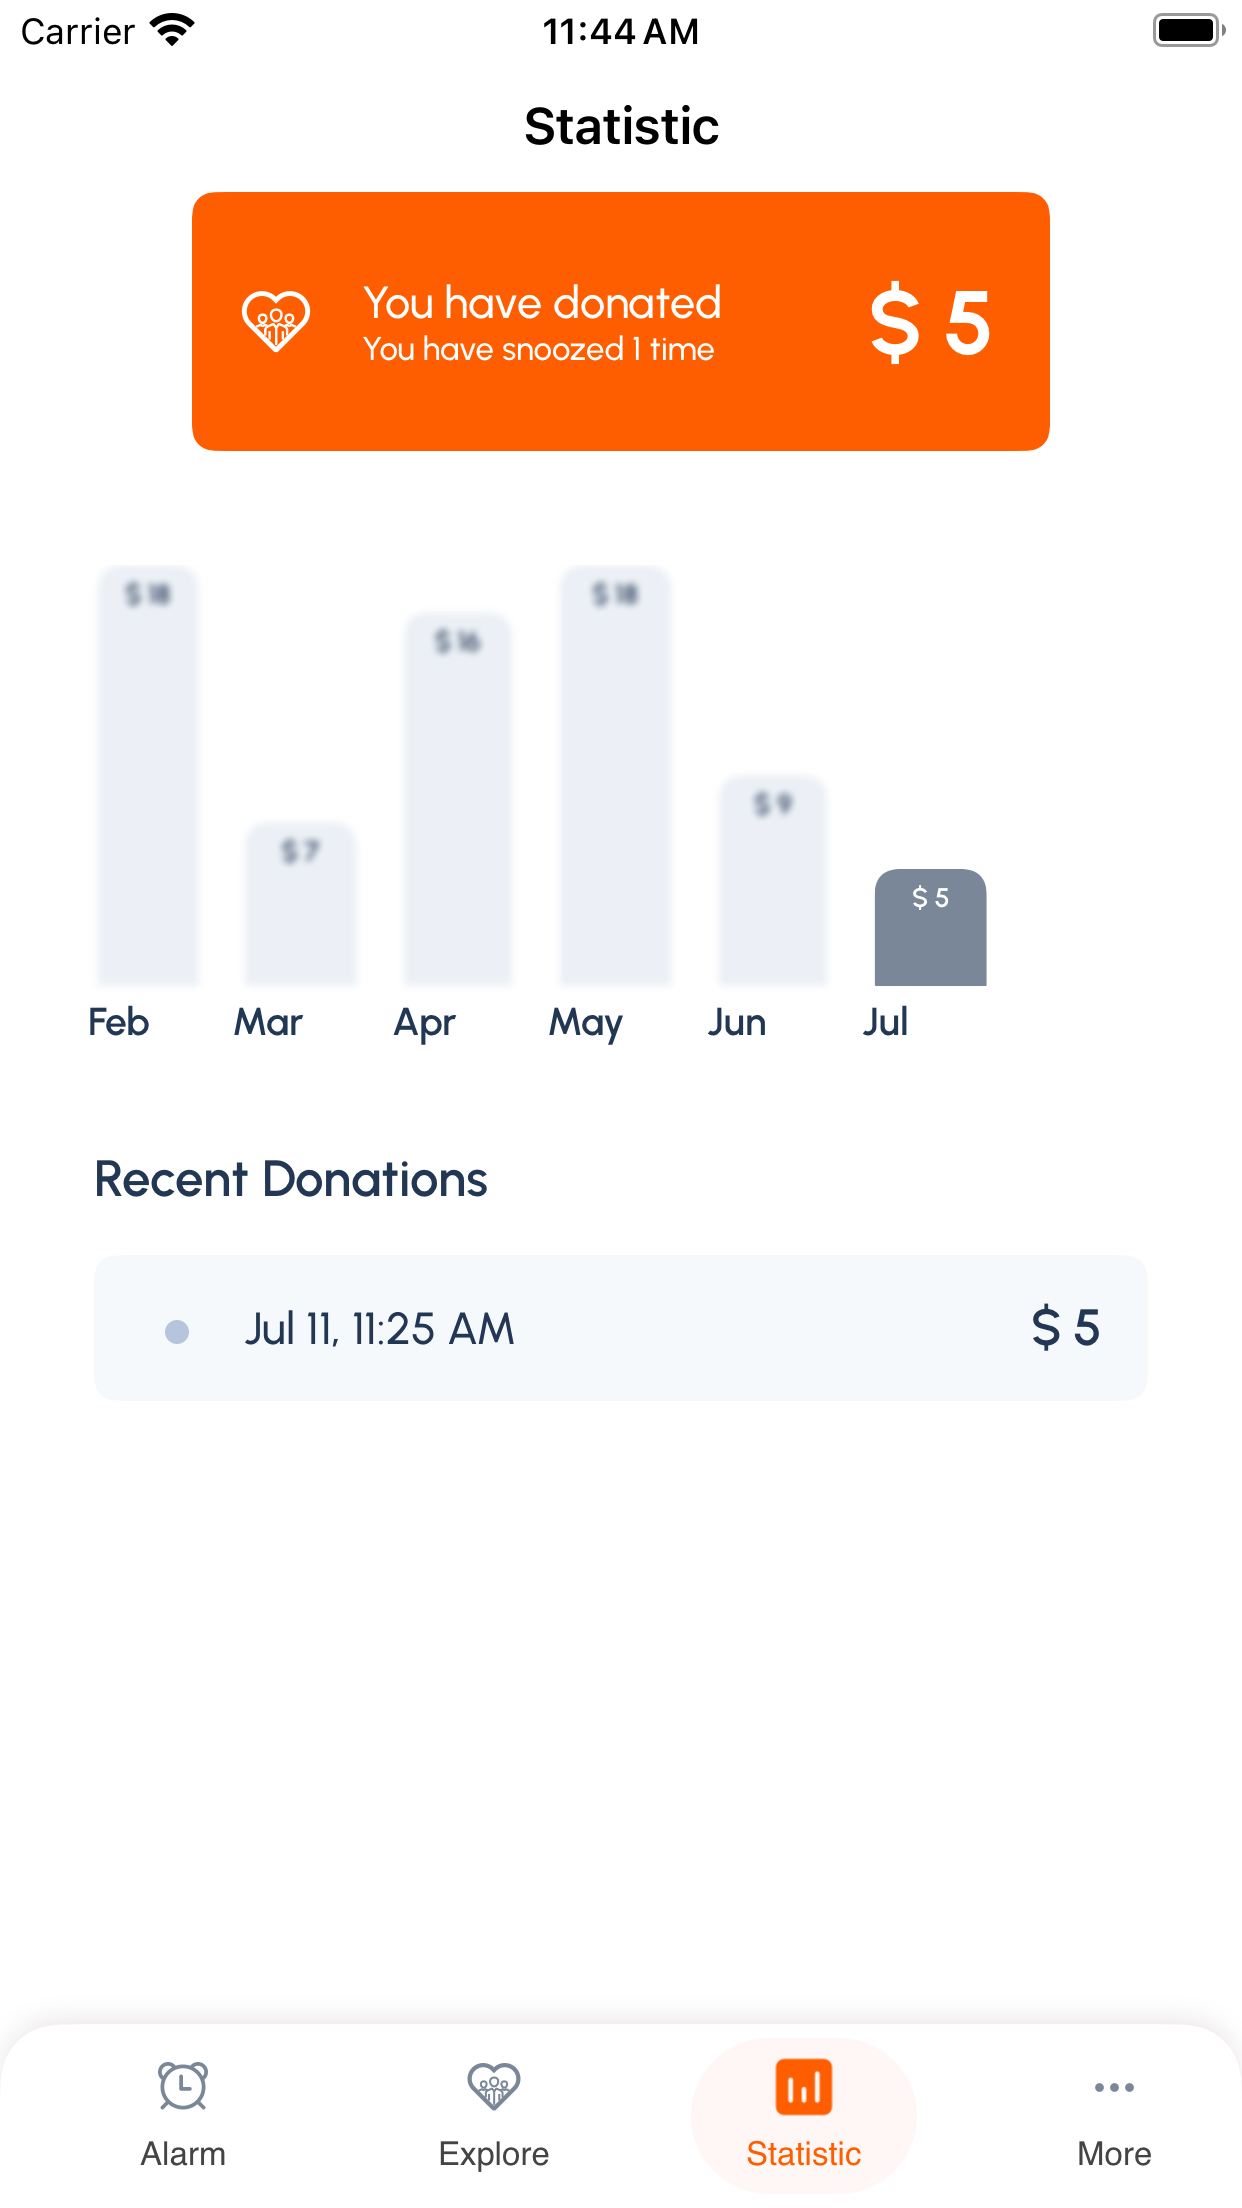 Carrier 11:44 AM
Statistic
You have donated
You have snoozed 1 time
$ 5
$ 18
$ 7
$ 16
$ 18
$ 9
$ 5
Feb Mar Apr May Jun Jul
Recent Donations
Jul 11, 11:25 AM $ 5
Alarm Explore Statistic More